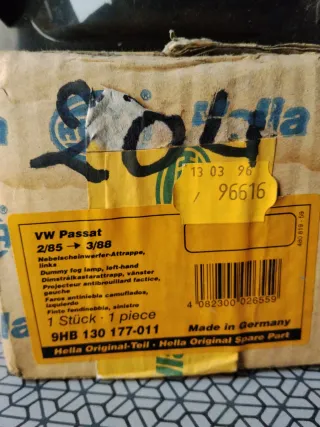 204
Hella
13 03 96
96616
VW Passat
2/85 → 3/88
Nebelscheinwerfer-Attrappe,
links
Dummy fog lamp, left-hand
Dimstrålkastarattrapp, vänster
Projecteur antibrouillard factice,
gauche
Faros antiniebla camuflados,
izquierdo
Finto fendinebbia, sinistro
1 Stück · 1 piece
9HB 130 177-011
4 082300 026559
Made in Germany
Hella Original-Teil · Hella Original Spare Part